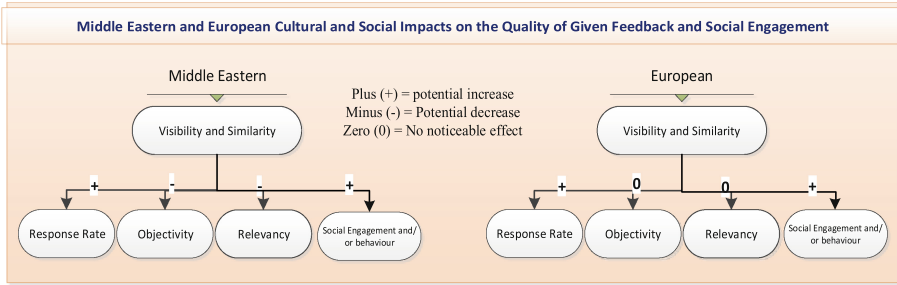 Middle Eastern and European Cultural and Social Impacts on the Quality of Given Feedback and Social Engagement
Middle Eastern
Visibility and Similarity
+
-
-
+
Response Rate
Objectivity
Relevancy
Social Engagement and/
or behaviour
Plus (+) = potential increase
Minus (-) = Potential decrease
Zero (0) = No noticeable effect
European
Visibility and Similarity
+
0
0
+
Response Rate
Objectivity
Relevancy
Social Engagement and/
or behaviour